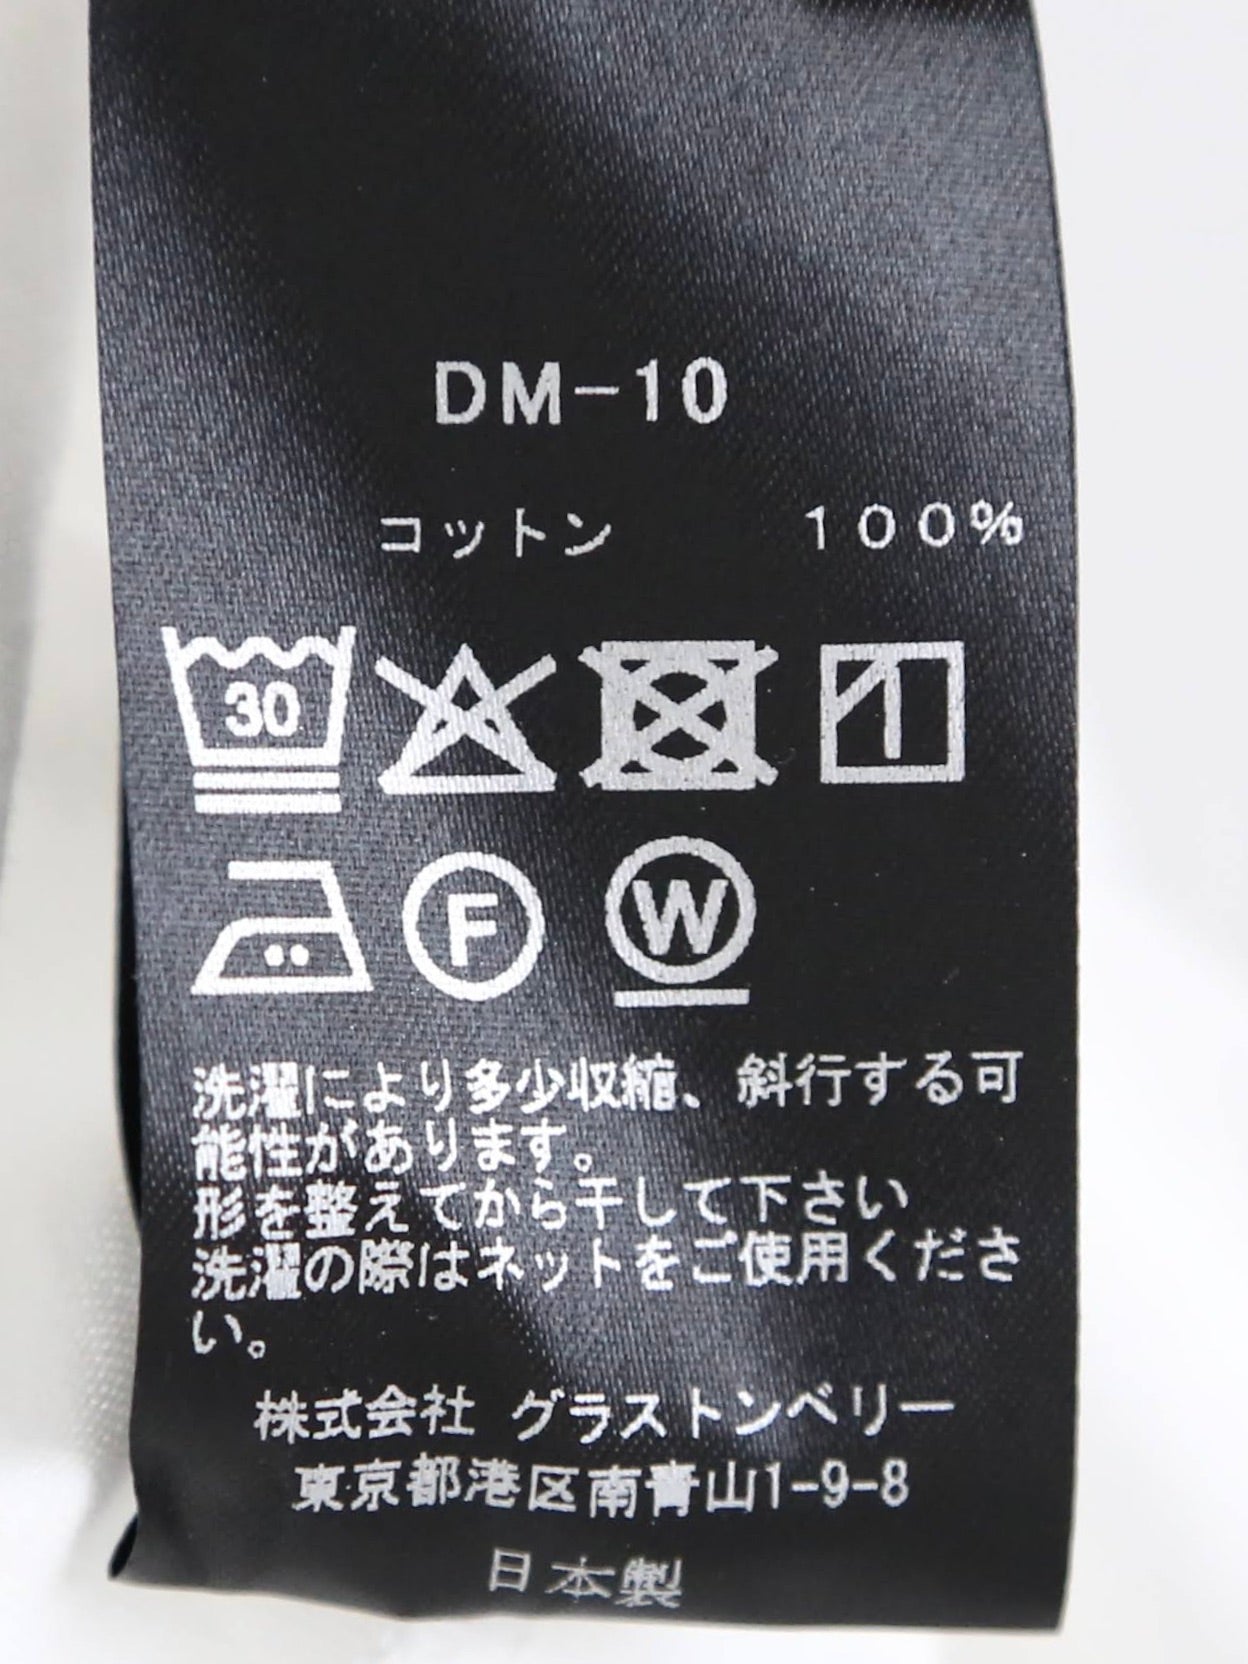 DM-10
コットン 100%
30
F W
洗濯により多少収縮、斜行する可
能性があります。
形を整えてから干して下さい
洗濯の際はネットをご使用くださ
い。
株式会社 グラストンベリー
東京都港区南青山1-9-8
日本製